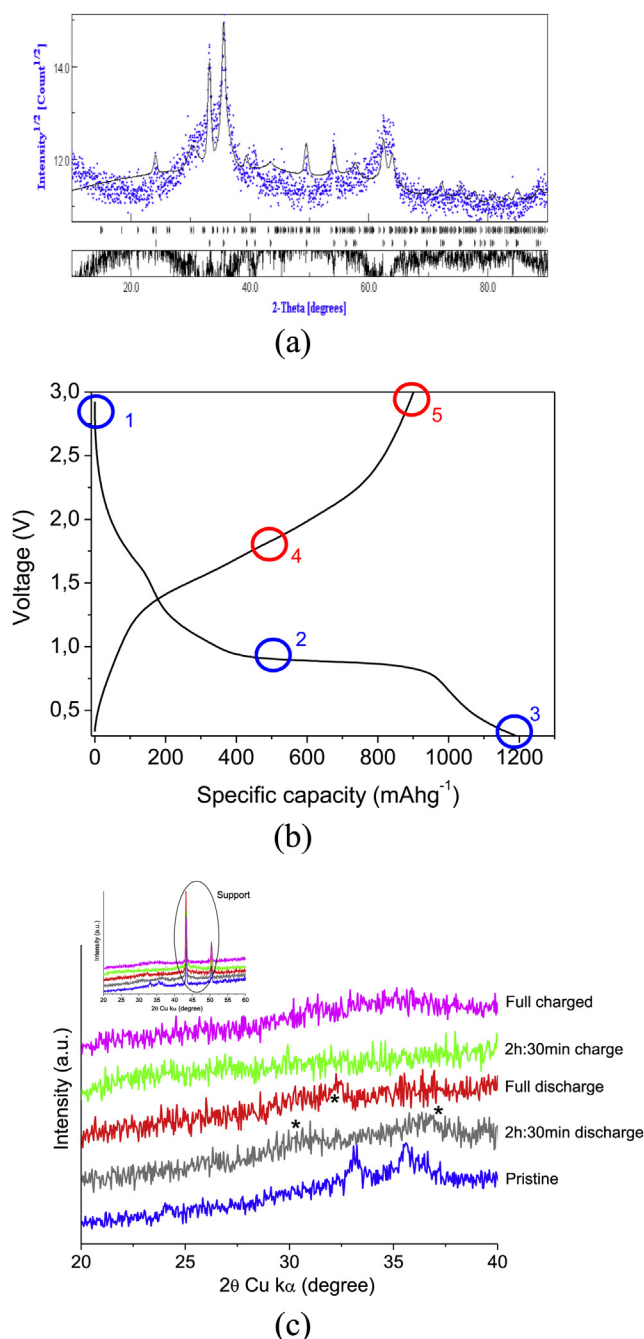 Intensity^1/2 [Count^1/2]
14.0
12.0
20.0 40.0 60.0 80.0
2-Theta [degrees]
(a)
3,0
2,5
2,0
1,5
1,0
0,5
Voltage (V)
1
5
4
2
3
0 200 400 600 800 1000 1200
Specific capacity (mAhg⁻¹)
(b)
Intensity (a.u.)
Support
20 25 30 35 40 45 50 55 60
2θ Cu kα (degree)
Intensity (a.u.)
Full charged
2h:30min charge
Full discharge
*
*
*
2h:30min discharge
Pristine
20 25 30 35 40
2θ Cu kα (degree)
(c)